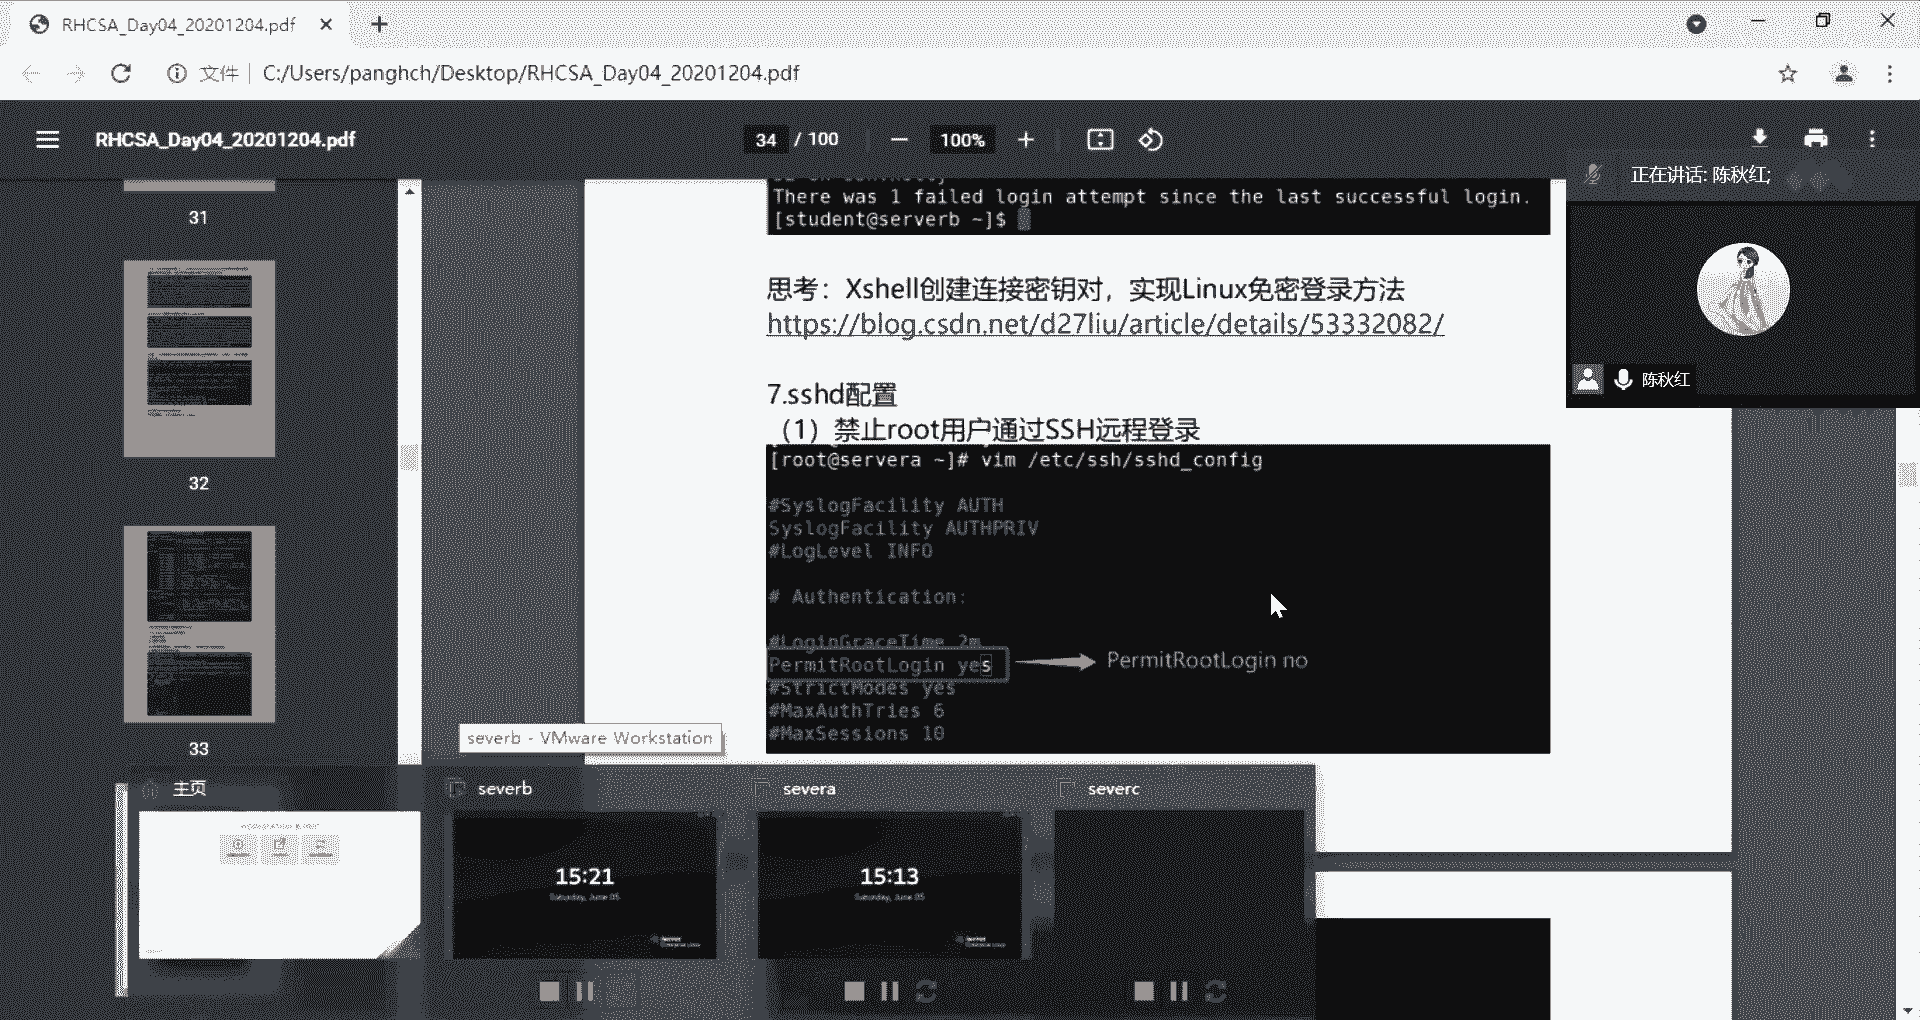 RHCSA_Day04_20201204.pdf
文件
C:/Users/panghch/Desktop/RHCSA_Day04_20201204.pdf
RHCSA_Day04_20201204.pdf
34 / 100
100%
正在讲话: 陈秋红;
陈秋红
31
32
33
There was 1 failed login attempt since the last successful login.
[student@serverb ~]$
思考：Xshell创建连接密钥对，实现Linux免密登录方法
https://blog.csdn.net/d27liu/article/details/53332082/
7.sshd配置
（1）禁止root用户通过SSH远程登录
[root@servera ~]# vim /etc/ssh/sshd_config
#SyslogFacility AUTH
SyslogFacility AUTHPRIV
#LogLevel INFO
# Authentication:
#LoginGraceTime 2m
PermitRootLogin yes
PermitRootLogin no
#StrictModes yes
#MaxAuthTries 6
#MaxSessions 10
severb - VMware Workstation
主页
severb
severa
severc
15:21
Saturday, June 05
15:13
Saturday, June 05